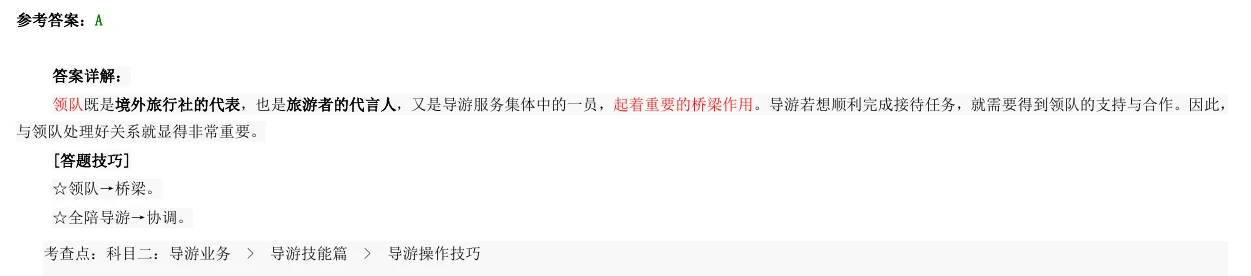 参考答案：A
答案详解：
领队既是境外旅行社的代表，也是旅游者的代言人，又是导游服务集体中的一员，起着重要的桥梁作用。导游若想顺利完成接待任务，就需要得到领队的支持与合作。因此，
与领队处理好关系就显得非常重要。
[答题技巧]
☆领队→桥梁。
☆全陪导游→协调。
考查点：科目二：导游业务 > 导游技能篇 > 导游操作技巧